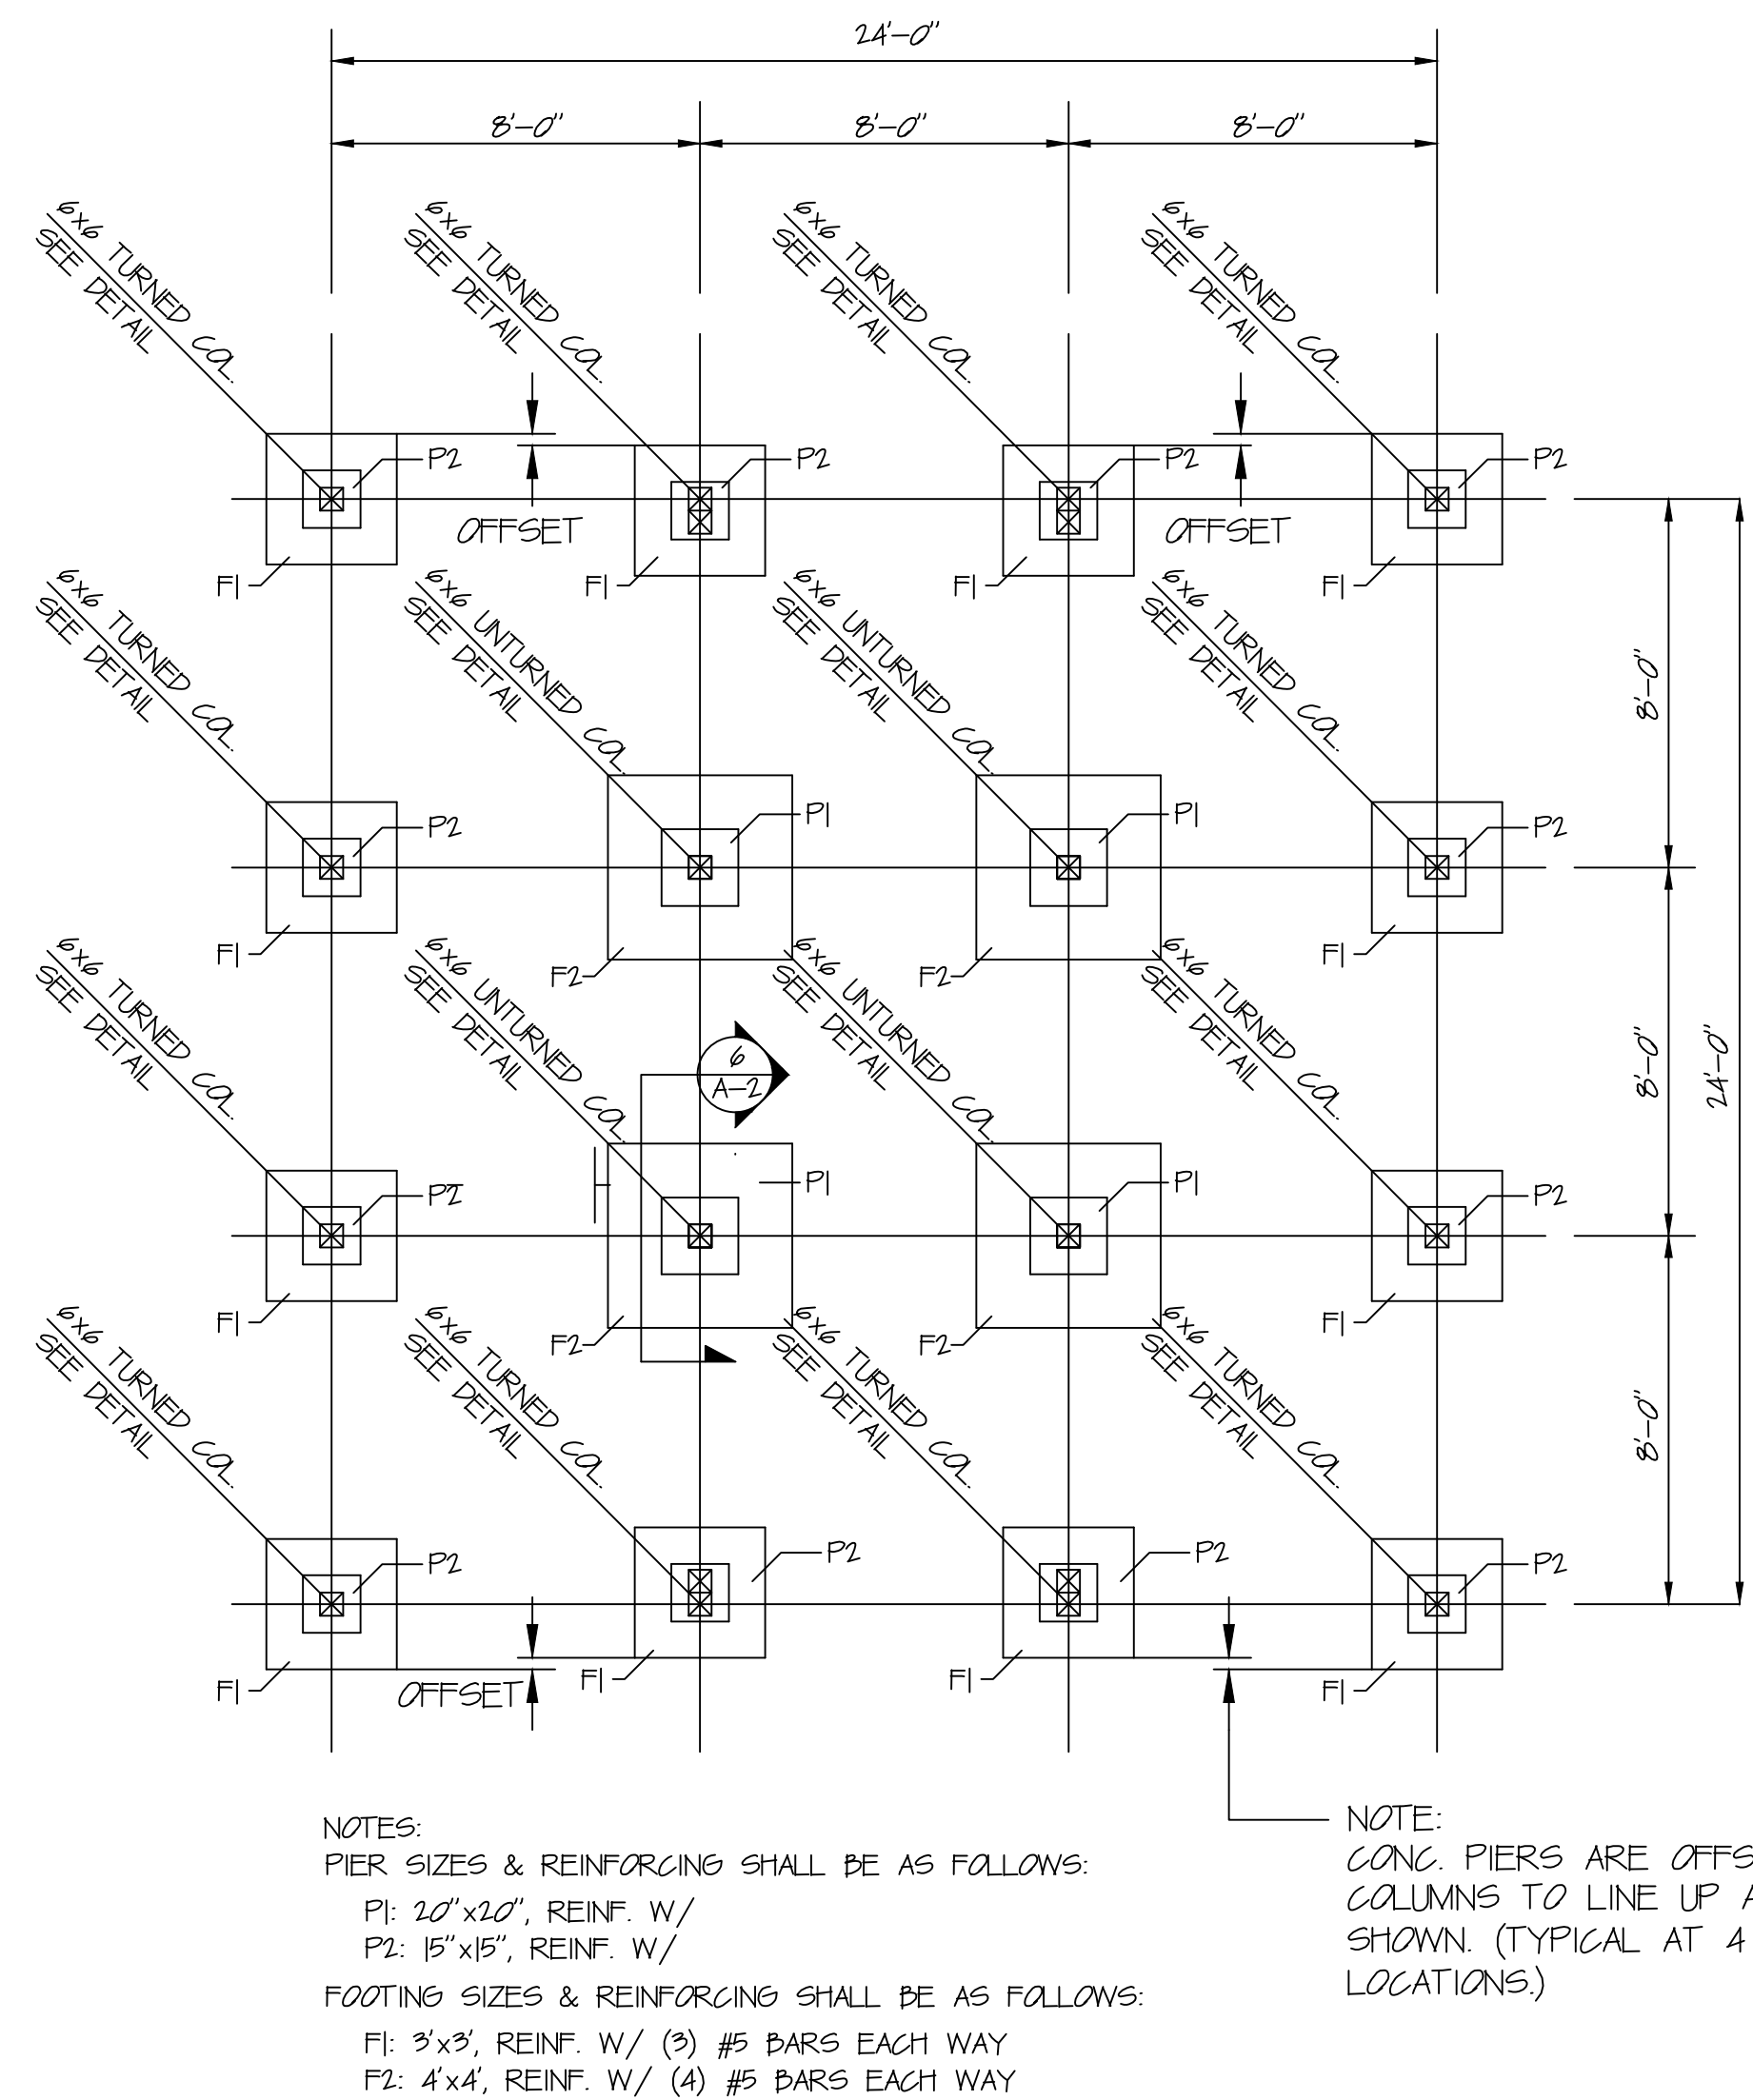 24'-0"
8'-0"
8'-0"
8'-0"
6x6 TURNED COL.
SEE DETAIL
6x6 TURNED COL.
SEE DETAIL
6x6 TURNED COL.
SEE DETAIL
6x6 TURNED COL.
SEE DETAIL
P2
P2
P2
P2
OFFSET
OFFSET
F1
F1
F1
F1
6x6 TURNED COL.
SEE DETAIL
6x6 UNTURNED COL.
SEE DETAIL
6x6 UNTURNED COL.
SEE DETAIL
6x6 TURNED COL.
SEE DETAIL
8'-0"
P2
P1
P1
P2
F1
F2
F2
F1
6x6 TURNED COL.
SEE DETAIL
6x6 UNTURNED COL.
SEE DETAIL
6x6 UNTURNED COL.
SEE DETAIL
6x6 TURNED COL.
SEE DETAIL
6
A-2
8'-0"
24'-0"
P2
P1
P1
P2
F1
F2
F2
F1
6x6 TURNED COL.
SEE DETAIL
6x6 TURNED COL.
SEE DETAIL
6x6 TURNED COL.
SEE DETAIL
6x6 TURNED COL.
SEE DETAIL
8'-0"
P2
P2
P2
P2
F1
OFFSET
F1
F1
F1
NOTES:
PIER SIZES & REINFORCING SHALL BE AS FOLLOWS:
P1: 20"x20", REINF. W/
P2: 15"x15", REINF. W/
FOOTING SIZES & REINFORCING SHALL BE AS FOLLOWS:
F1: 3'x3', REINF. W/ (3) #5 BARS EACH WAY
F2: 4'x4', REINF. W/ (4) #5 BARS EACH WAY
NOTE:
CONC. PIERS ARE OFFS
COLUMNS TO LINE UP A
SHOWN. (TYPICAL AT 4
LOCATIONS.)